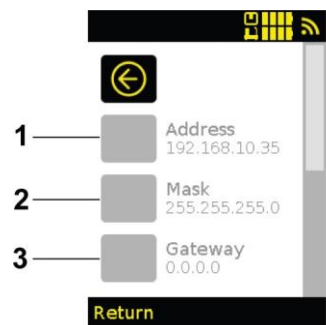 1
Address
192.168.10.35
2
Mask
255.255.255.0
3
Gateway
0.0.0.0
Return